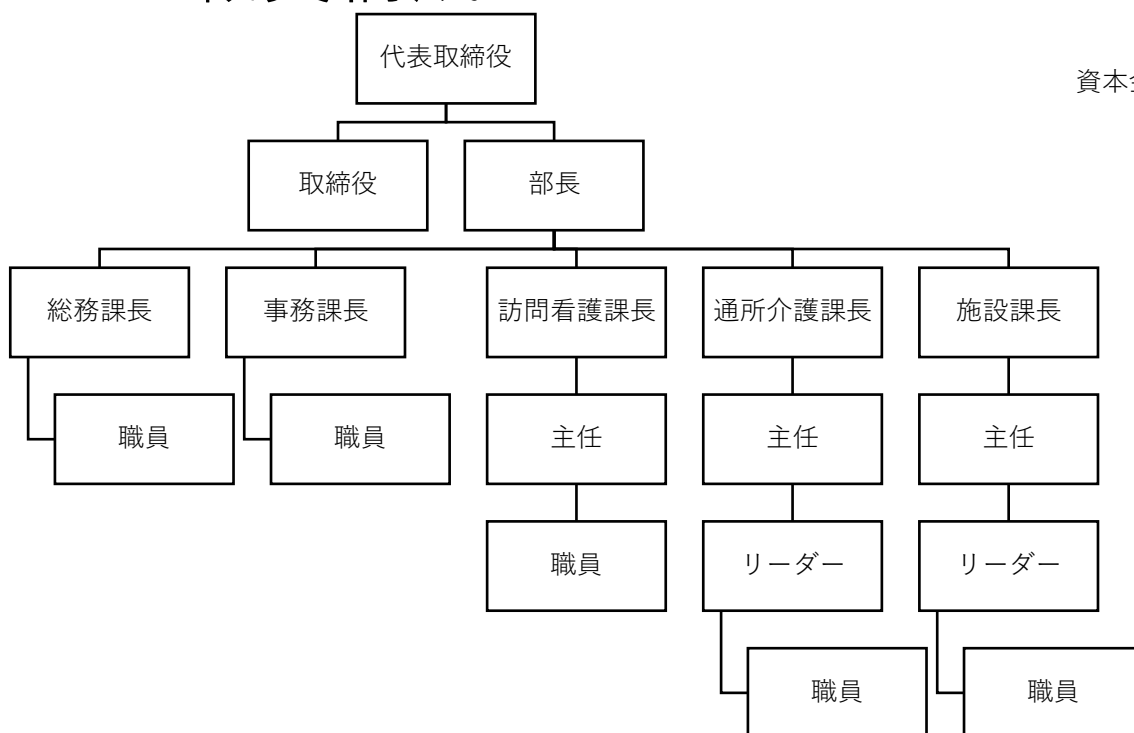 代表取締役
資本
取締役
部長
総務課長
事務課長
訪問看護課長
通所介護課長
施設課長
職員
職員
主任
主任
主任
職員
リーダー
リーダー
職員
職員